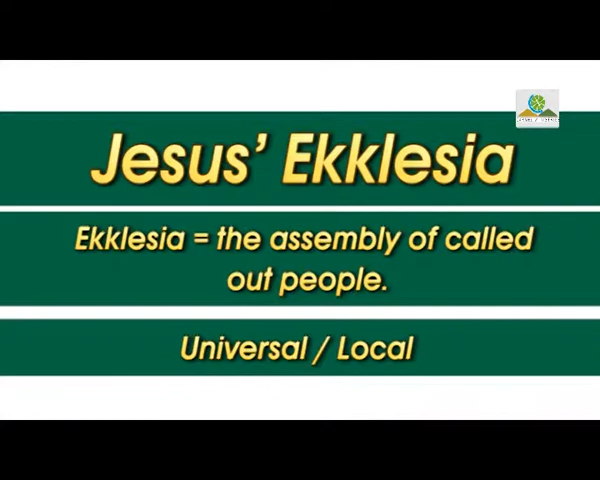 Jesus’ Ekklesia
Ekklesia = the assembly of called
out people.
Universal / Local